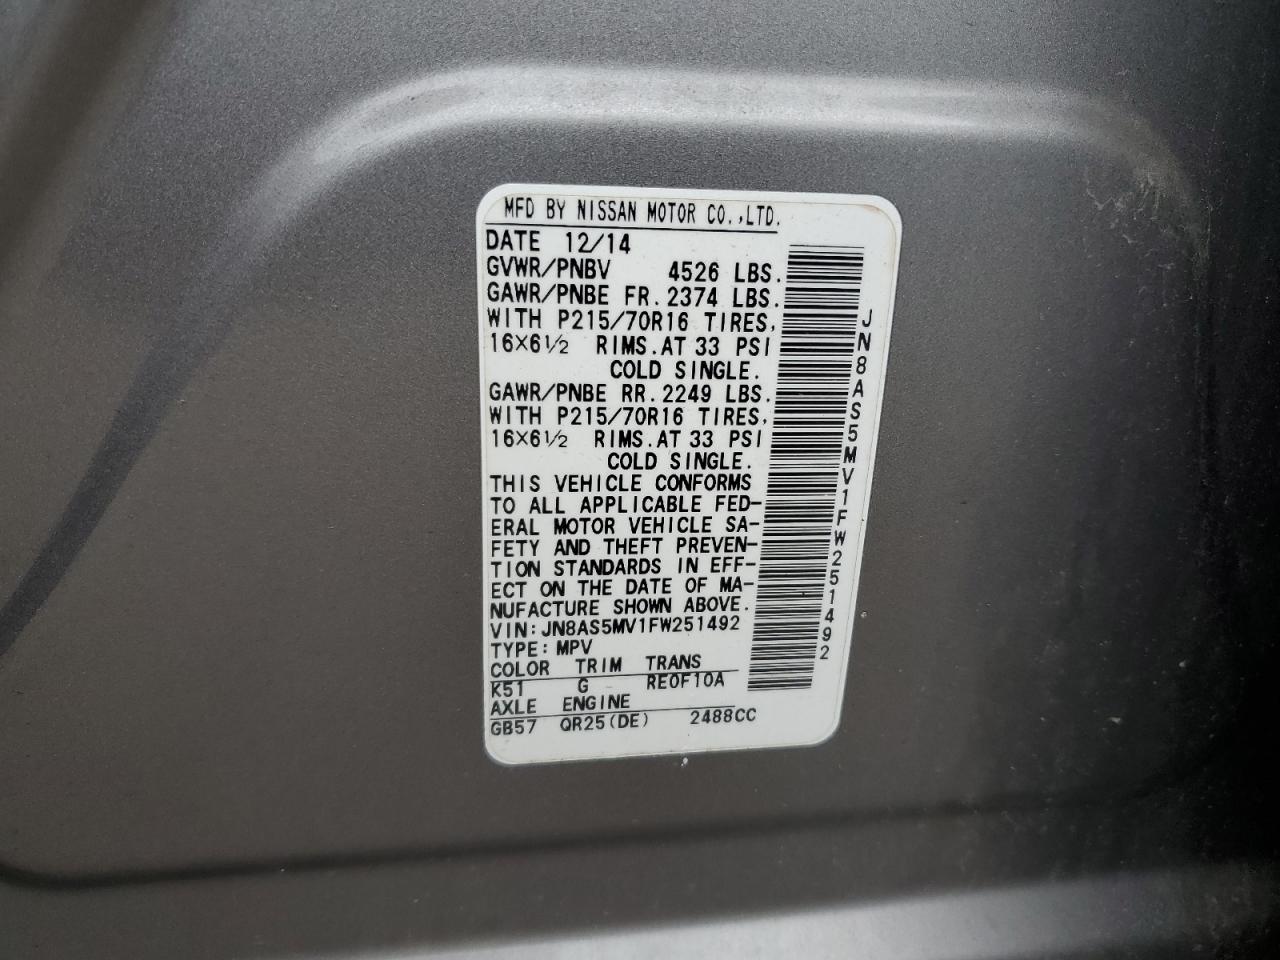 MFD BY NISSAN MOTOR CO.,LTD.
DATE 12/14
GVWR/PNBV 4526 LBS.
GAWR/PNBE FR. 2374 LBS.
WITH P215/70R16 TIRES,
16×6½ RIMS. AT 33 PSI
COLD SINGLE.
GAWR/PNBE RR. 2249 LBS.
WITH P215/70R16 TIRES,
16×6½ RIMS. AT 33 PSI
COLD SINGLE.
THIS VEHICLE CONFORMS
TO ALL APPLICABLE FED-
ERAL MOTOR VEHICLE SA-
FETY AND THEFT PREVEN-
TION STANDARDS IN EFF-
ECT ON THE DATE OF MA-
NUFACTURE SHOWN ABOVE.
VIN: JN8AS5MV1FW251492
TYPE: MPV
COLOR TRIM TRANS
K51 G RE0F10A
AXLE ENGINE
GB57 QR25(DE) 2488CC
JN8AS5MV1FW251492